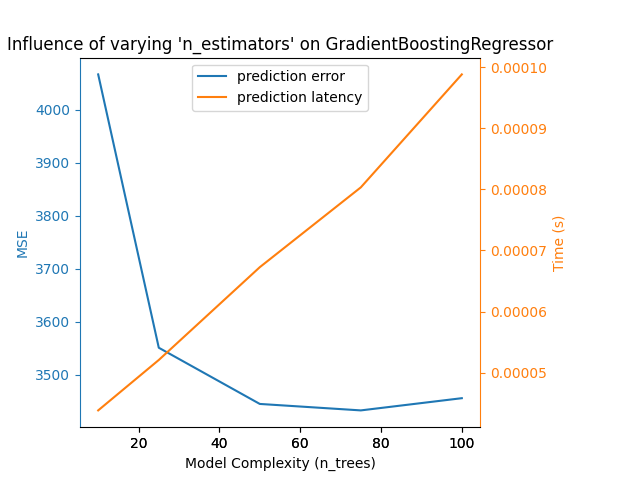 Influence of varying 'n_estimators' on GradientBoostingRegressor
prediction error
prediction latency
4000
3900
3800
3700
3600
3500
MSE
0.00010
0.00009
0.00008
0.00007
0.00006
0.00005
Time (s)
20 40 60 80 100
Model Complexity (n_trees)